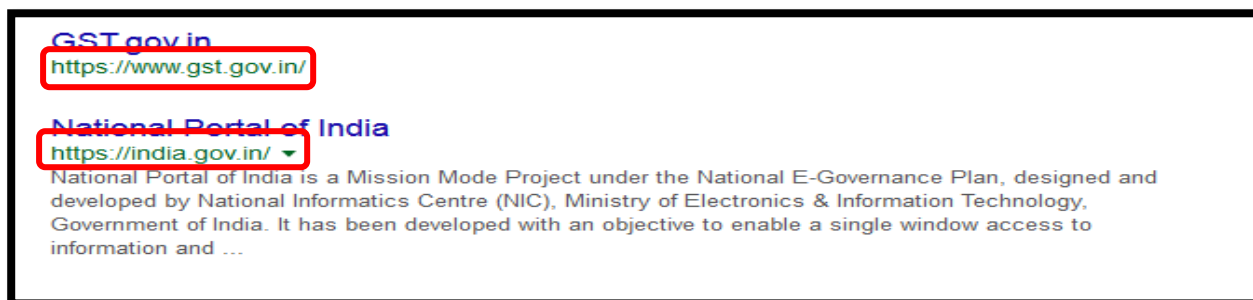 GST.gov.in
https://www.gst.gov.in/
National Portal of India
https://india.gov.in/
National Portal of India is a Mission Mode Project under the National E-Governance Plan, designed and
developed by National Informatics Centre (NIC), Ministry of Electronics & Information Technology,
Government of India. It has been developed with an objective to enable a single window access to
information and ...